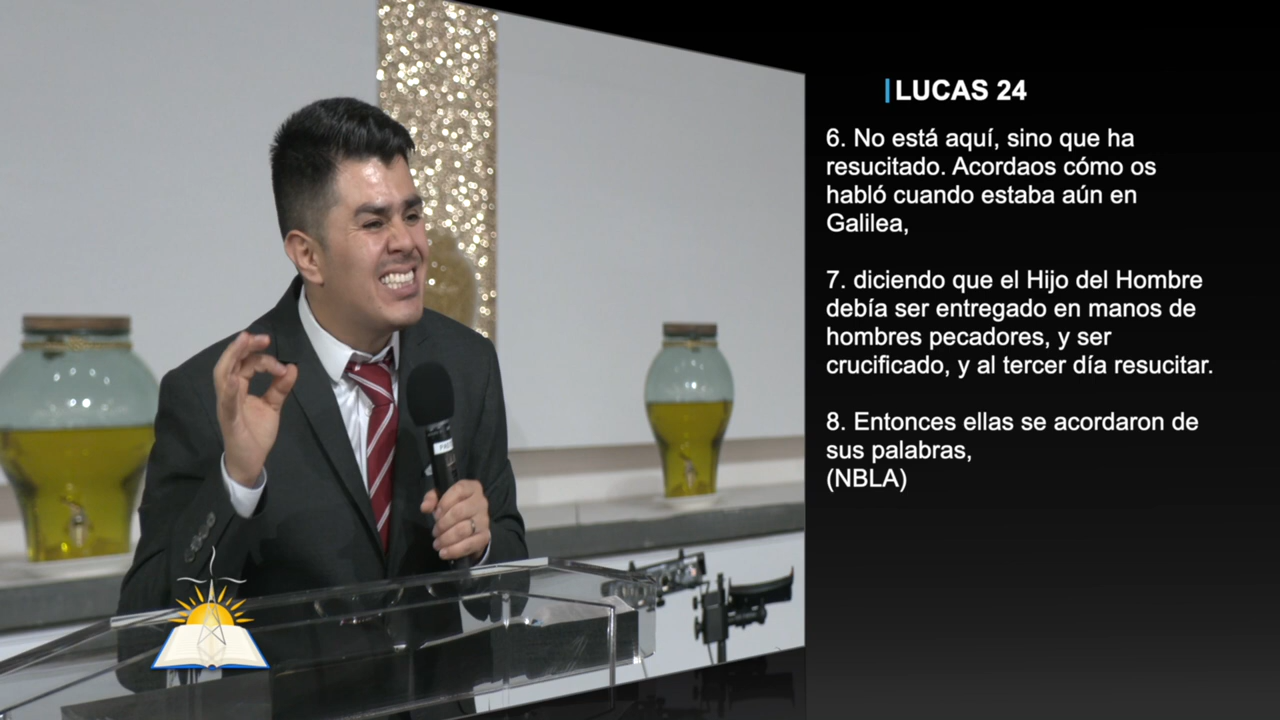 LUCAS 24
6. No está aquí, sino que ha
resucitado. Acordaos cómo os
habló cuando estaba aún en
Galilea,
7. diciendo que el Hijo del Hombre
debía ser entregado en manos de
hombres pecadores, y ser
crucificado, y al tercer día resucitar.
8. Entonces ellas se acordaron de
sus palabras,
(NBLA)